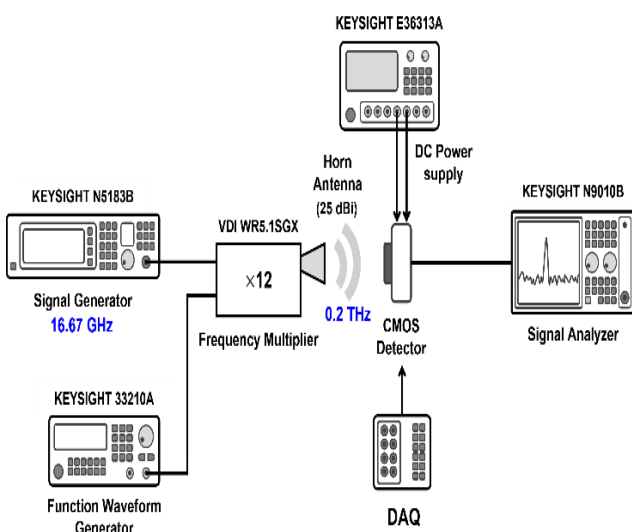 KEYSIGHT E36313A
DC Power
supply
Horn
Antenna
(25 dBi)
KEYSIGHT N5183B
VDI WR5.1SGX
KEYSIGHT N9010B
×12
Signal Generator
16.67 GHz
Frequency Multiplier
0.2 THz
CMOS
Detector
Signal Analyzer
KEYSIGHT 33210A
Function Waveform
Generator
DAQ